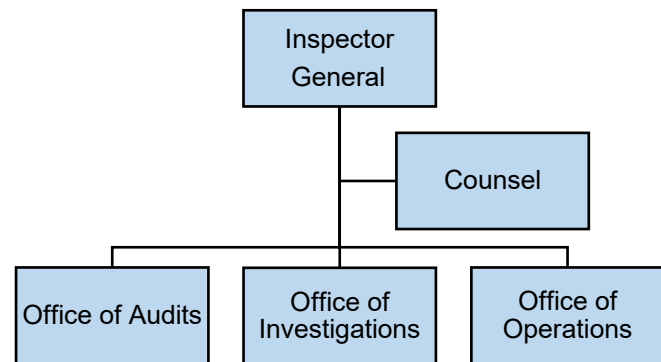 Inspector
General
Counsel
Office of Audits
Office of
Investigations
Office of
Operations